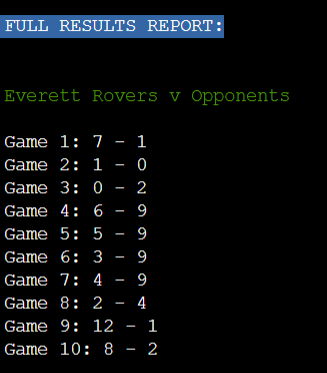 FULL RESULTS REPORT:
Everett Rovers v Opponents
Game 1: 7 - 1
Game 2: 1 - 0
Game 3: 0 - 2
Game 4: 6 - 9
Game 5: 5 - 9
Game 6: 3 - 9
Game 7: 4 - 9
Game 8: 2 - 4
Game 9: 12 - 1
Game 10: 8 - 2